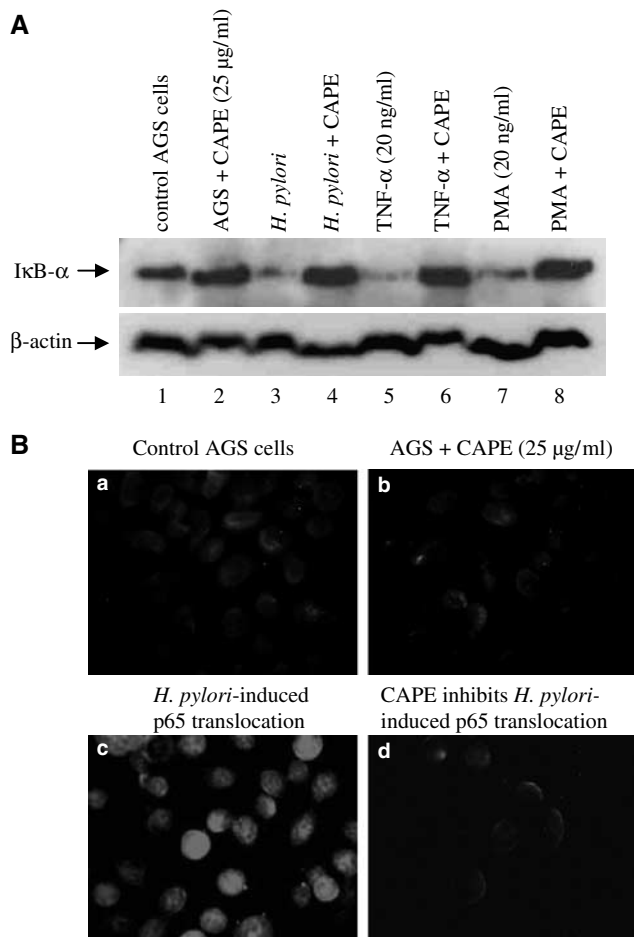 A
control AGS cells
AGS + CAPE (25 µg/ml)
H. pylori
H. pylori + CAPE
TNF-α (20 ng/ml)
TNF-α + CAPE
PMA (20 ng/ml)
PMA + CAPE
IκB-α
β-actin
1 2 3 4 5 6 7 8
B
Control AGS cells
AGS + CAPE (25 µg/ml)
a
b
H. pylori-induced
p65 translocation
CAPE inhibits H. pylori-
induced p65 translocation
c
d